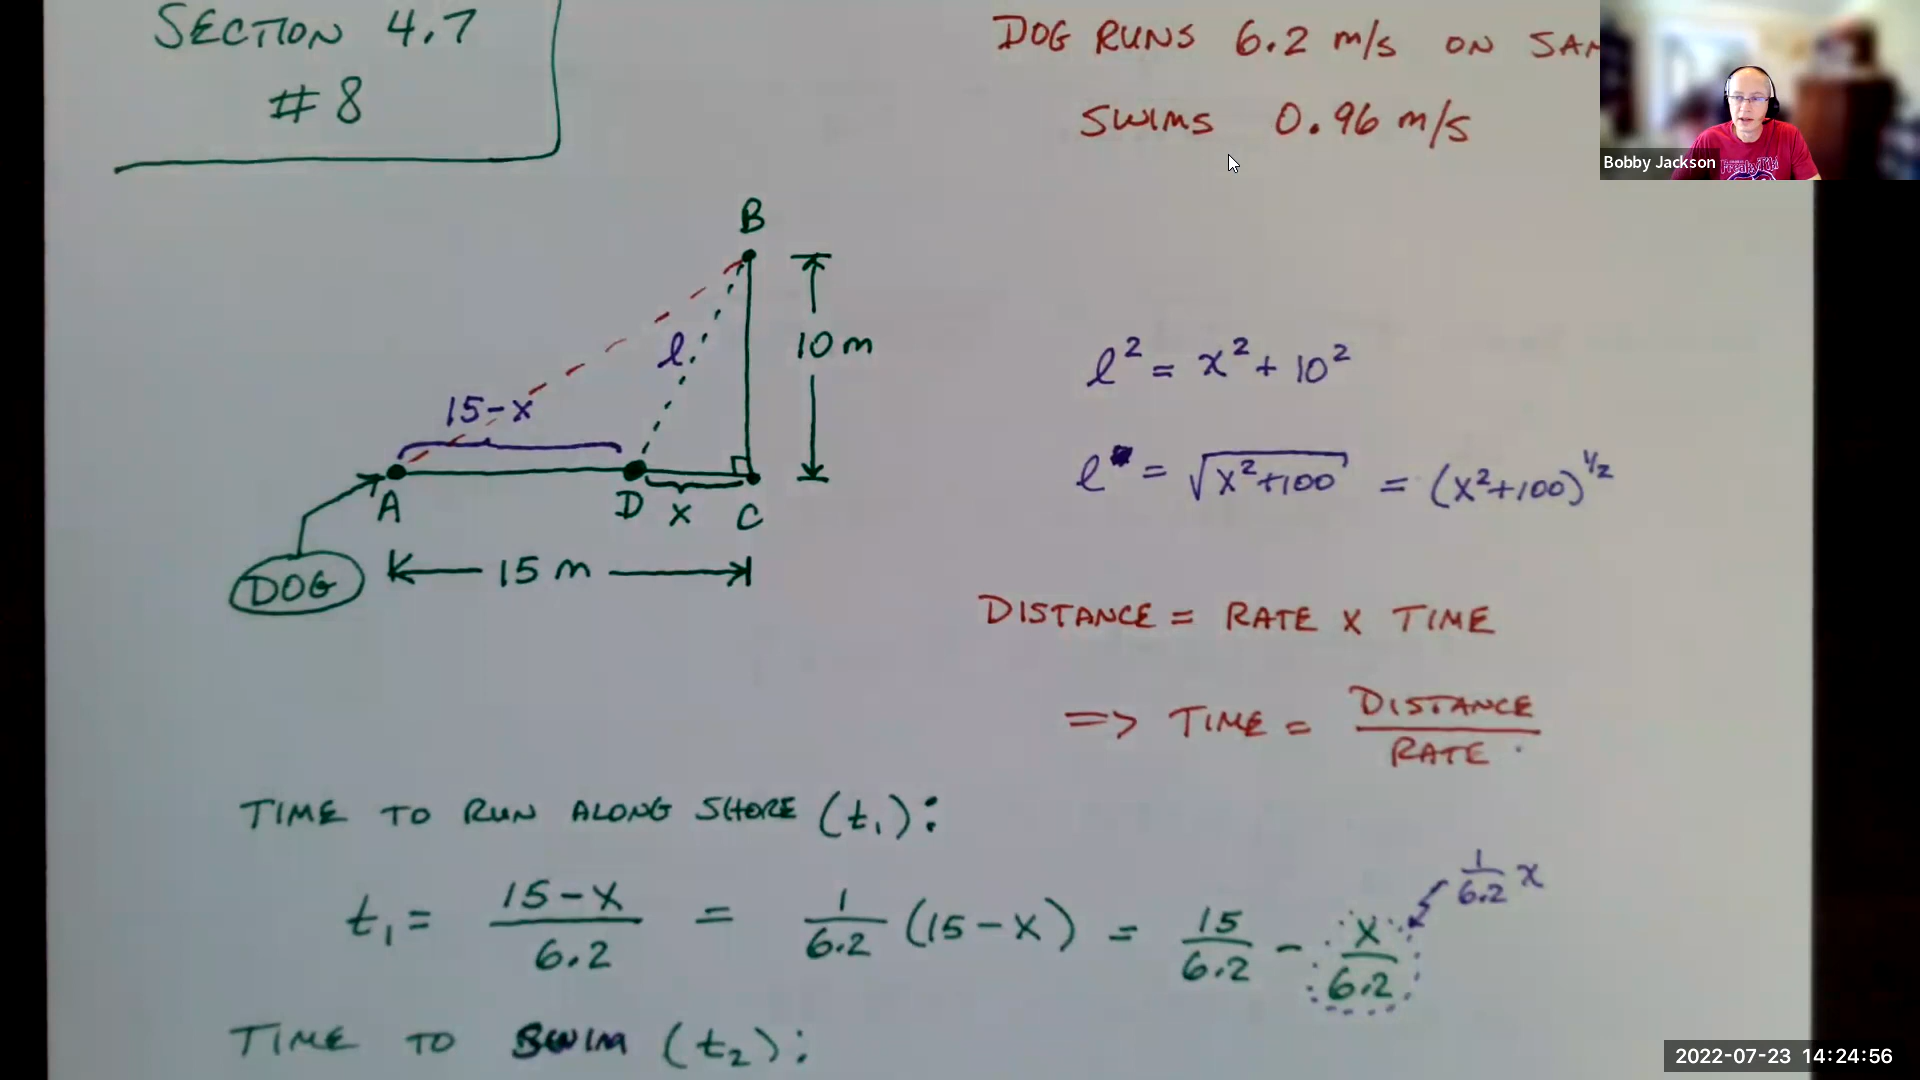 SECTION 4.7
#8
DOG RUNS 6.2 m/s ON SAN
SWIMS 0.96 m/s
Bobby Jackson
B
l
10 m
15-x
A
D x C
DOG
15 m
l² = x² + 10²
l = √x²+100 = (x²+100)^1/2
DISTANCE = RATE X TIME
=> TIME = DISTANCE/RATE
TIME TO RUN ALONG SHORE (t₁):
t₁ = 15-x/6.2 = 1/6.2 (15-x) = 15/6.2 - x/6.2
1/6.2 x
TIME TO SWIM (t₂):
2022-07-23 14:24:56